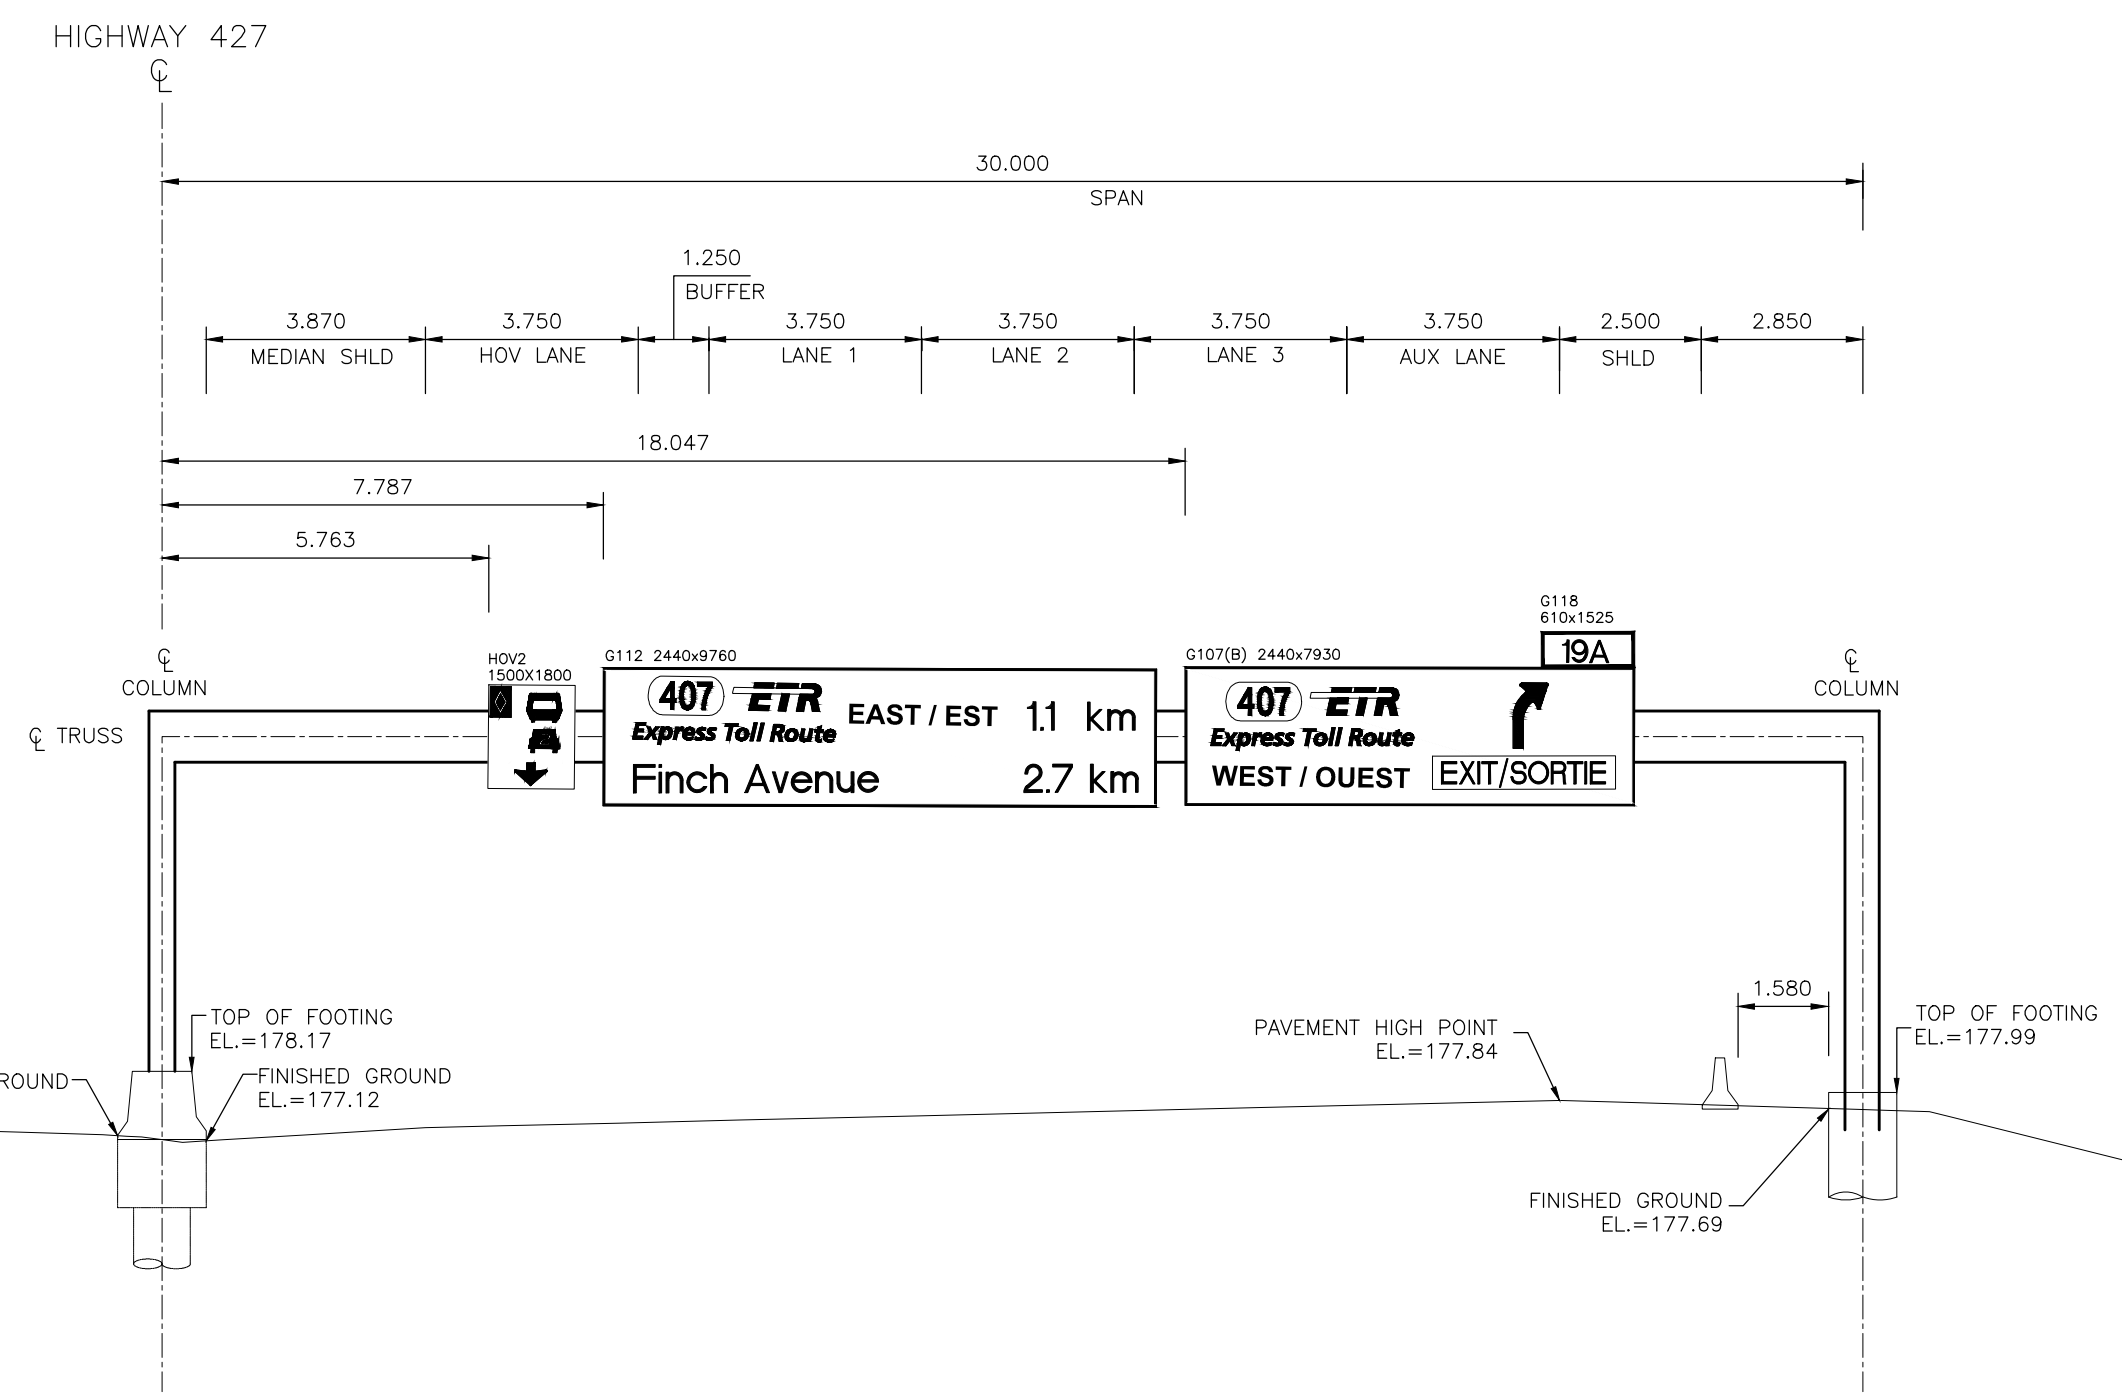 HIGHWAY 427
℄
30.000
SPAN
1.250
BUFFER
3.870
MEDIAN SHLD
3.750
HOV LANE
3.750
LANE 1
3.750
LANE 2
3.750
LANE 3
3.750
AUX LANE
2.500
SHLD
2.850
18.047
7.787
5.763
℄
COLUMN
℄ TRUSS
HOV2
1500X1800
G112 2440x9760
407 ETR
Express Toll Route
EAST / EST 1.1 km
Finch Avenue 2.7 km
G107(B) 2440x7930
407 ETR
Express Toll Route
WEST / OUEST
EXIT/SORTIE
G118
610x1525
19A
℄
COLUMN
TOP OF FOOTING
EL.=178.17
ROUND
FINISHED GROUND
EL.=177.12
PAVEMENT HIGH POINT
EL.=177.84
1.580
TOP OF FOOTING
EL.=177.99
FINISHED GROUND
EL.=177.69